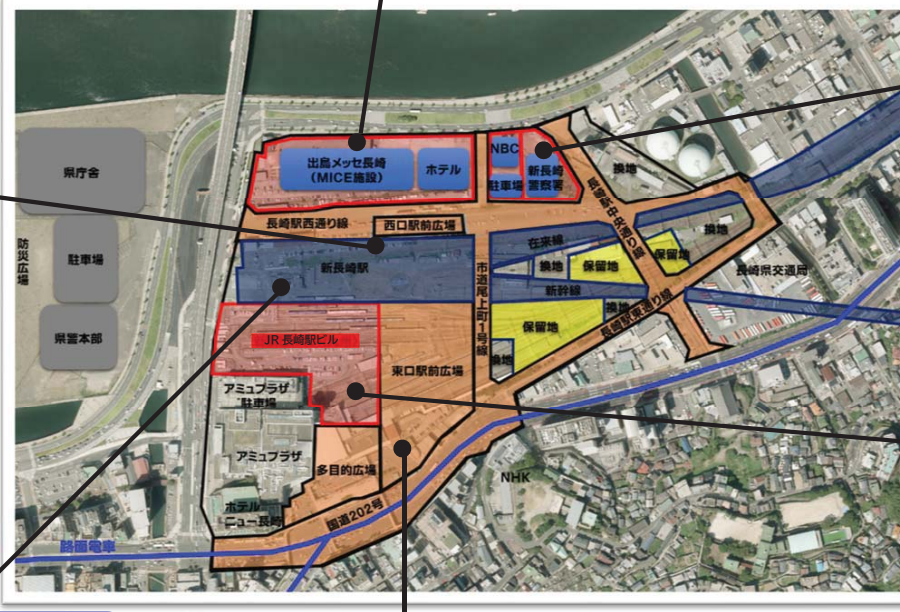 出島メッセ長崎
(MICE施設)
ホテル
NBC
駐車場
新長崎
警察署
換地
県庁舎
防災広場
駐車場
県警本部
長崎駅西通り線
西口駅前広場
長崎駅中央通り線
在来線
換地
新長崎駅
換地
保留地
保留地
長崎県交通局
市道尾上町1号線
新幹線
換地
保留地
長崎駅東通り線
JR長崎駅ビル
換地
東口駅前広場
アミュプラザ
駐車場
アミュプラザ
多目的広場
NHK
ホテル
ニュー長崎
国道202号
路面電車